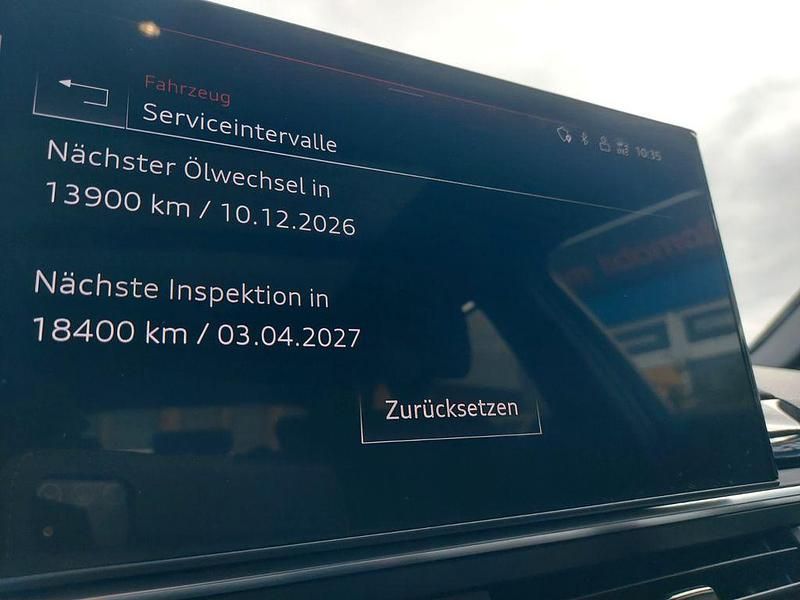 Fahrzeug
Serviceintervalle
10:35
Nächster Ölwechsel in
13900 km / 10.12.2026
Nächste Inspektion in
18400 km / 03.04.2027
Zurücksetzen